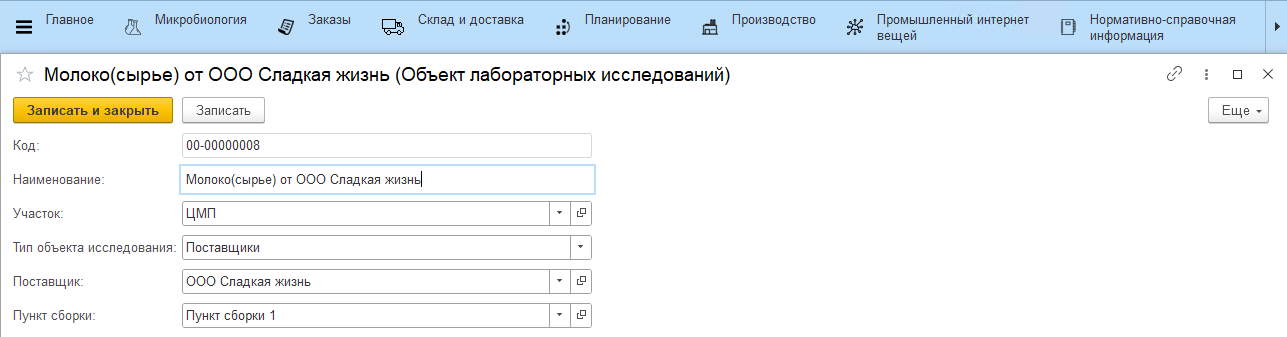 Главное
Микробиология
Заказы
Склад и доставка
Планирование
Производство
Промышленный интернет
вещей
Нормативно-справочная
информация
Молоко(сырье) от ООО Сладкая жизнь (Объект лабораторных исследований)
Записать и закрыть
Записать
Еще
Код:
00-00000008
Наименование:
Молоко(сырье) от ООО Сладкая жизнь
Участок:
ЦМП
Тип объекта исследования:
Поставщики
Поставщик:
ООО Сладкая жизнь
Пункт сборки:
Пункт сборки 1